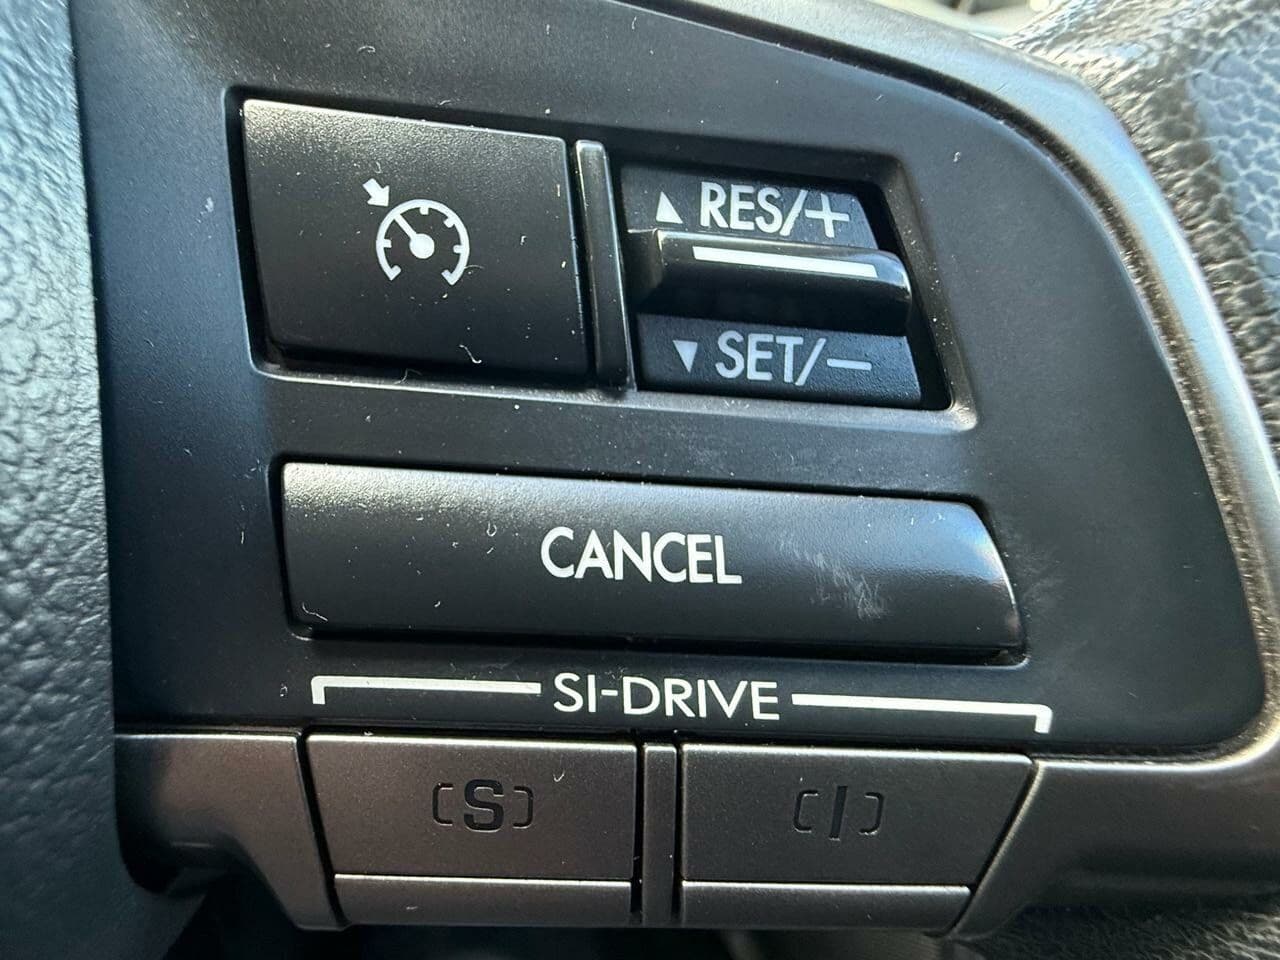 ▲ RES/+
▼ SET/−
CANCEL
SI-DRIVE
[S] [I]